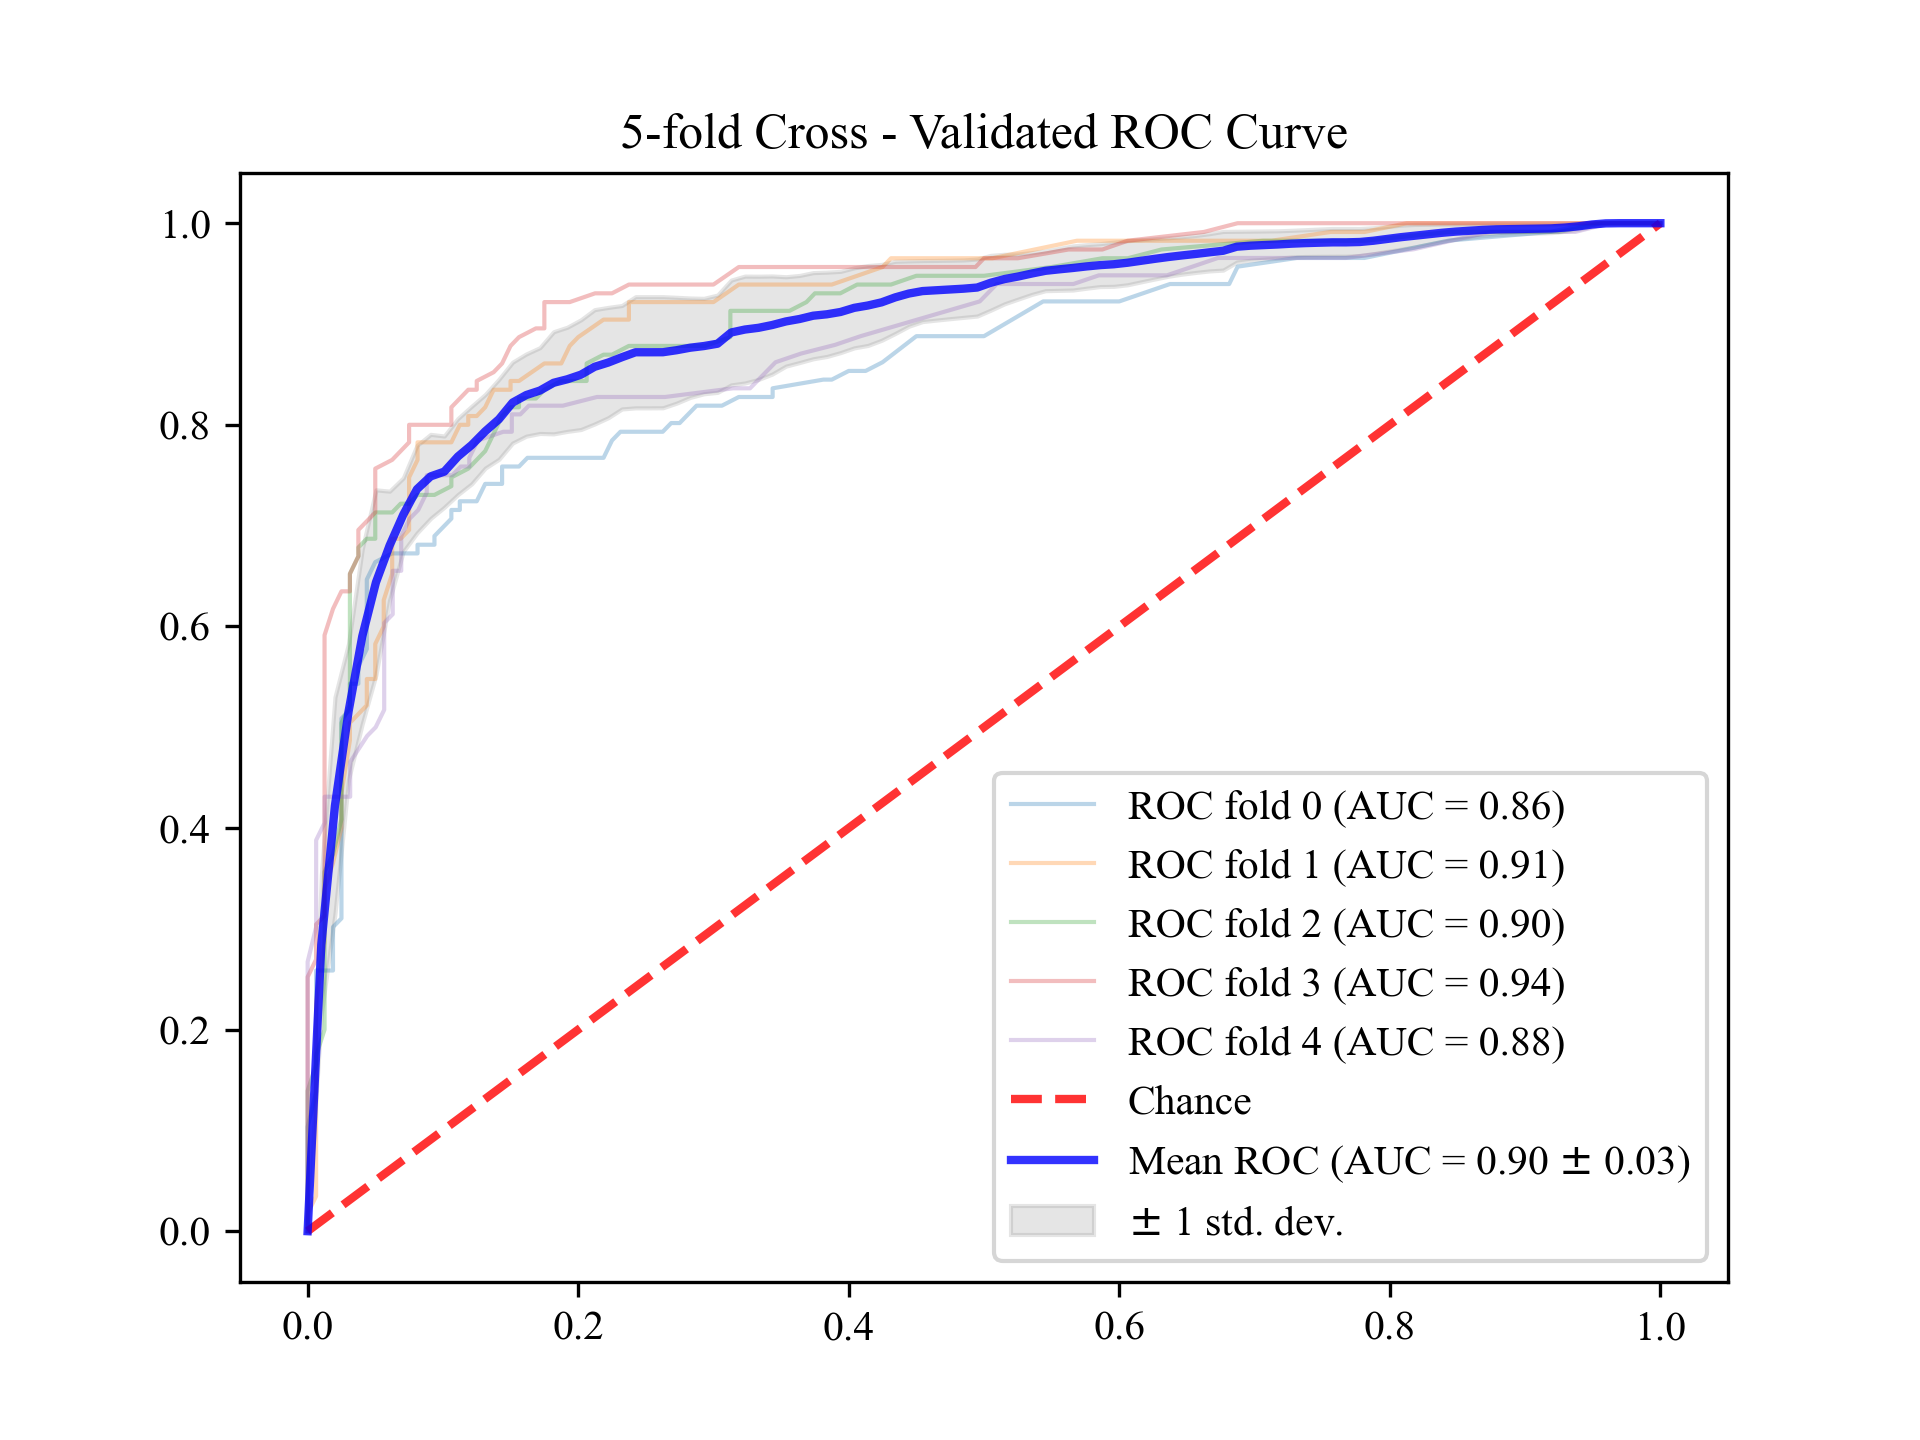 5-fold Cross - Validated ROC Curve
1.0
0.8
0.6
0.4
0.2
0.0
ROC fold 0 (AUC = 0.86)
ROC fold 1 (AUC = 0.91)
ROC fold 2 (AUC = 0.90)
ROC fold 3 (AUC = 0.94)
ROC fold 4 (AUC = 0.88)
Chance
Mean ROC (AUC = 0.90 ± 0.03)
± 1 std. dev.
0.0 0.2 0.4 0.6 0.8 1.0